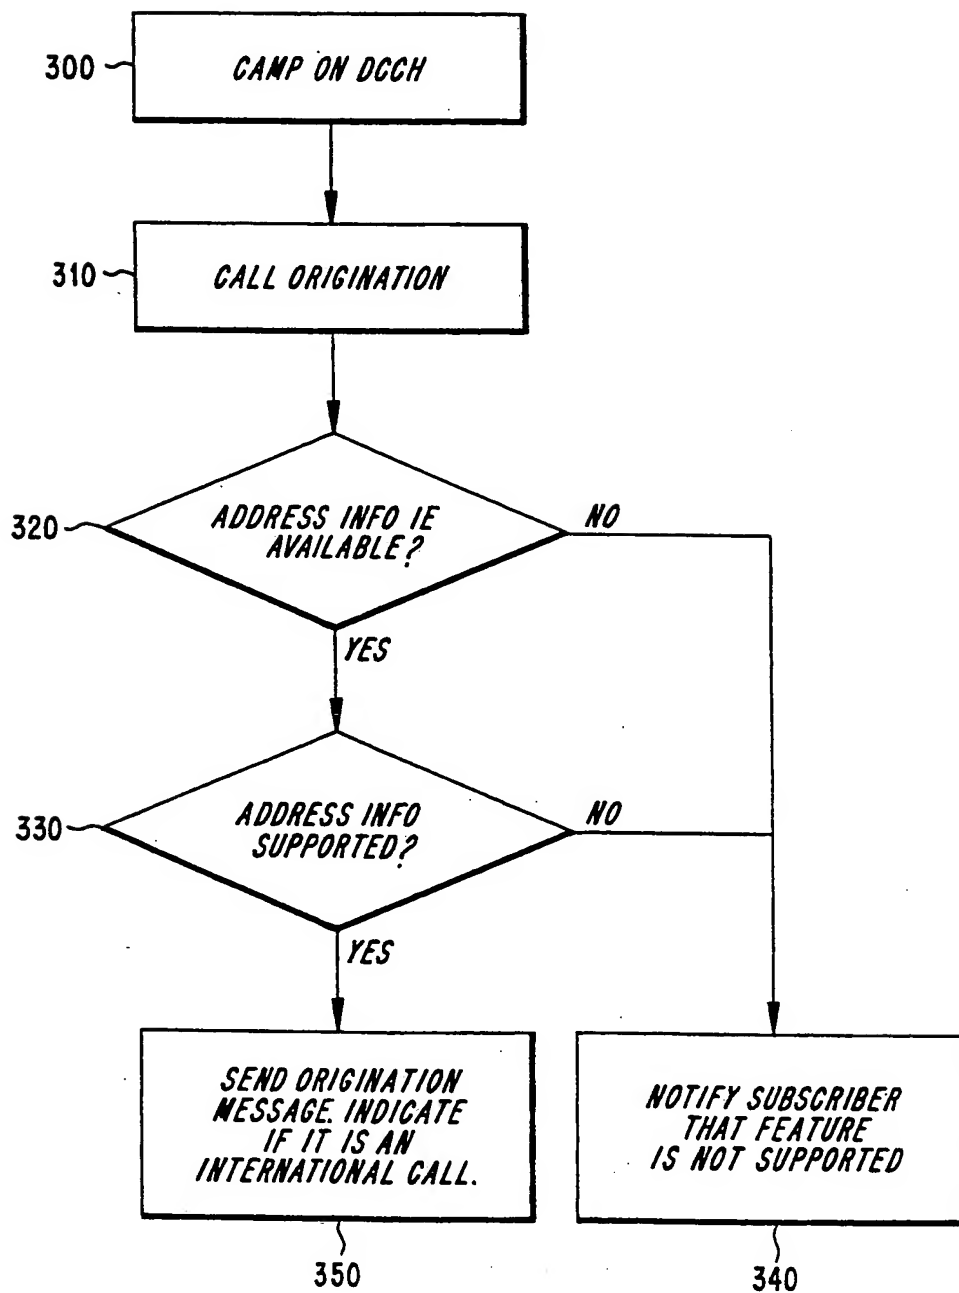 300
CAMP ON DCCH
310
CALL ORIGINATION
320
ADDRESS INFO IE
AVAILABLE?
NO
YES
330
ADDRESS INFO
SUPPORTED?
NO
YES
SEND ORIGINATION
MESSAGE. INDICATE
IF IT IS AN
INTERNATIONAL CALL.
350
NOTIFY SUBSCRIBER
THAT FEATURE
IS NOT SUPPORTED
340